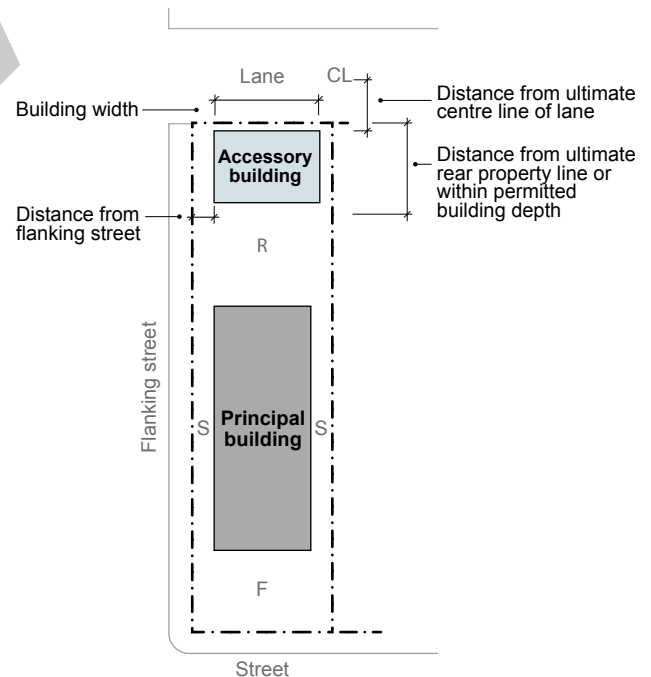 Lane
CL
Building width
Distance from ultimate
centre line of lane
Accessory
building
Distance from ultimate
rear property line or
within permitted
building depth
Distance from
flanking street
R
Flanking street
S
Principal
building
S
F
Street